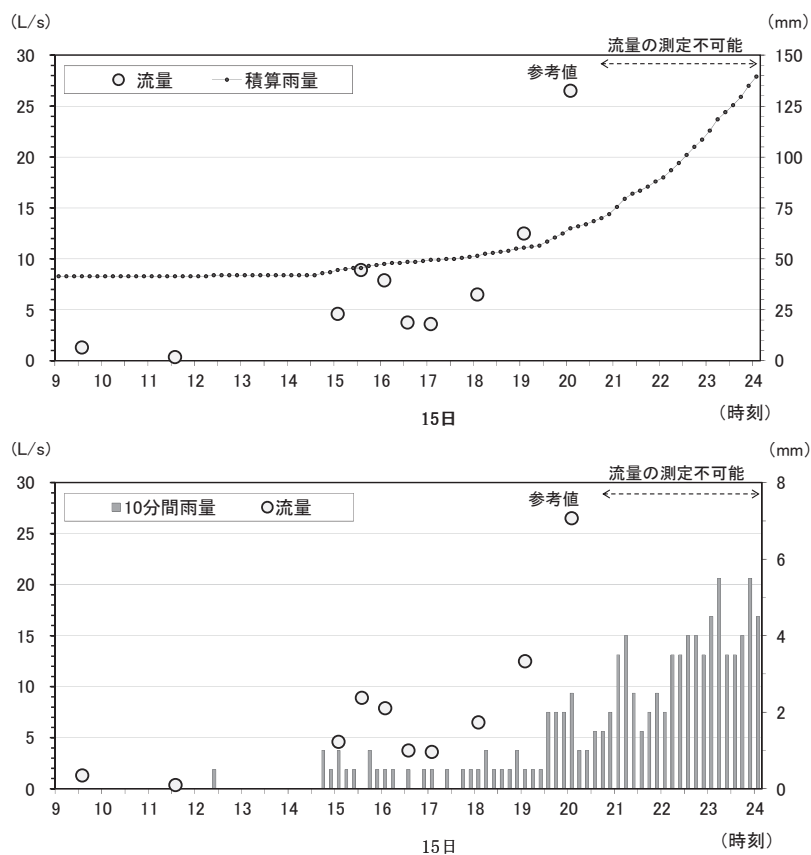 (L/s)
(mm)
流量の測定不可能
参考値
流量 積算雨量
30 25 20 15 10 5 0
150 125 100 75 50 25 0
9 10 11 12 13 14 15 16 17 18 19 20 21 22 23 24
15日
(時刻)
(L/s)
(mm)
流量の測定不可能
参考値
10分間雨量 流量
30 25 20 15 10 5 0
8 6 4 2 0
9 10 11 12 13 14 15 16 17 18 19 20 21 22 23 24
15日
(時刻)